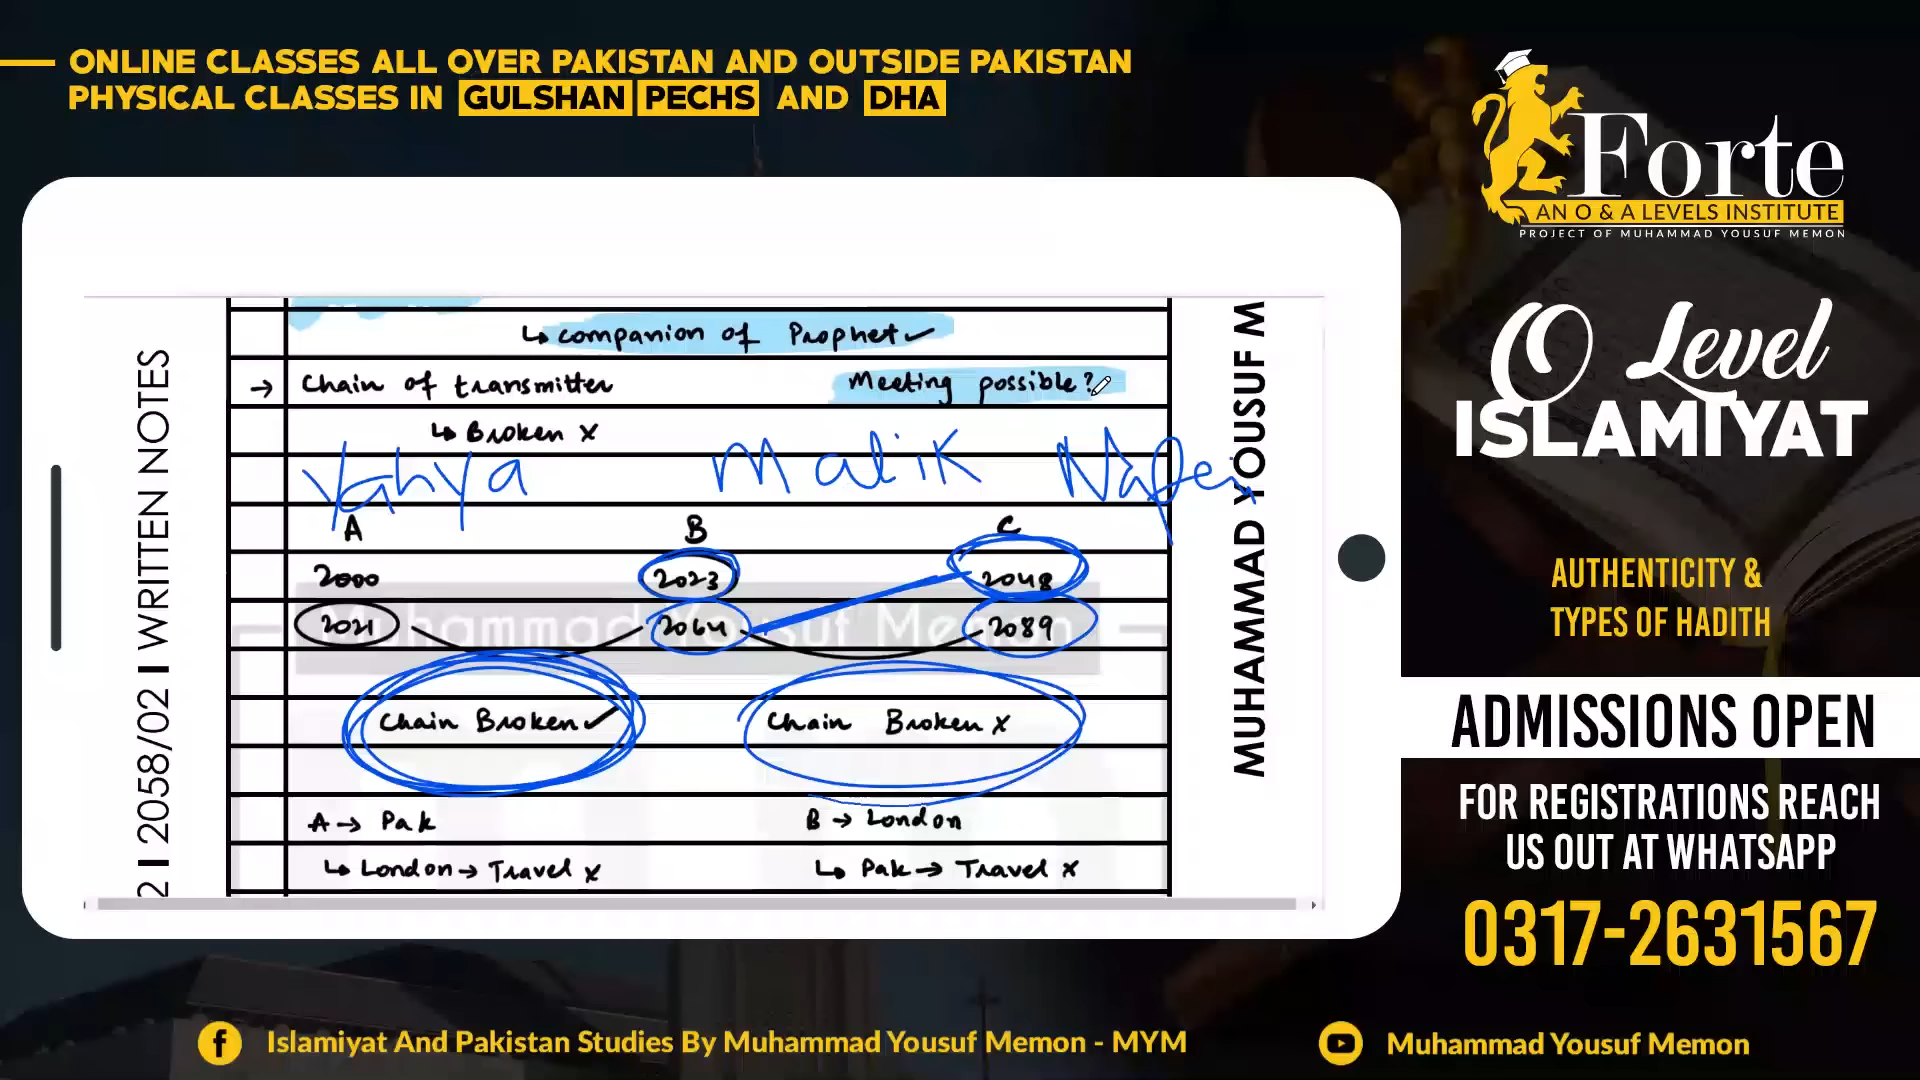 ONLINE CLASSES ALL OVER PAKISTAN AND OUTSIDE PAKISTAN
PHYSICAL CLASSES IN GULSHAN PECHS AND DHA
Forte
AN O & A LEVELS INSTITUTE
PROJECT OF MUHAMMAD YOUSUF MEMON
O Level
ISLAMIYAT
AUTHENTICITY &
TYPES OF HADITH
ADMISSIONS OPEN
FOR REGISTRATIONS REACH
US OUT AT WHATSAPP
0317-2631567
2 I 2058/02 I WRITTEN NOTES
↳ companion of Prophet ✓
→ Chain of transmitter Meeting possible?
↳ Broken x
Yahya Malik Nafei
A B C
2000 2023 2048
2021 2064 2089
Muhammad Yousuf Memon
Chain Broken ✓ Chain Broken x
A → Pak B → London
↳ London → Travel x ↳ Pak → Travel x
MUHAMMAD YOUSUF M
Islamiyat And Pakistan Studies By Muhammad Yousuf Memon - MYM
Muhammad Yousuf Memon